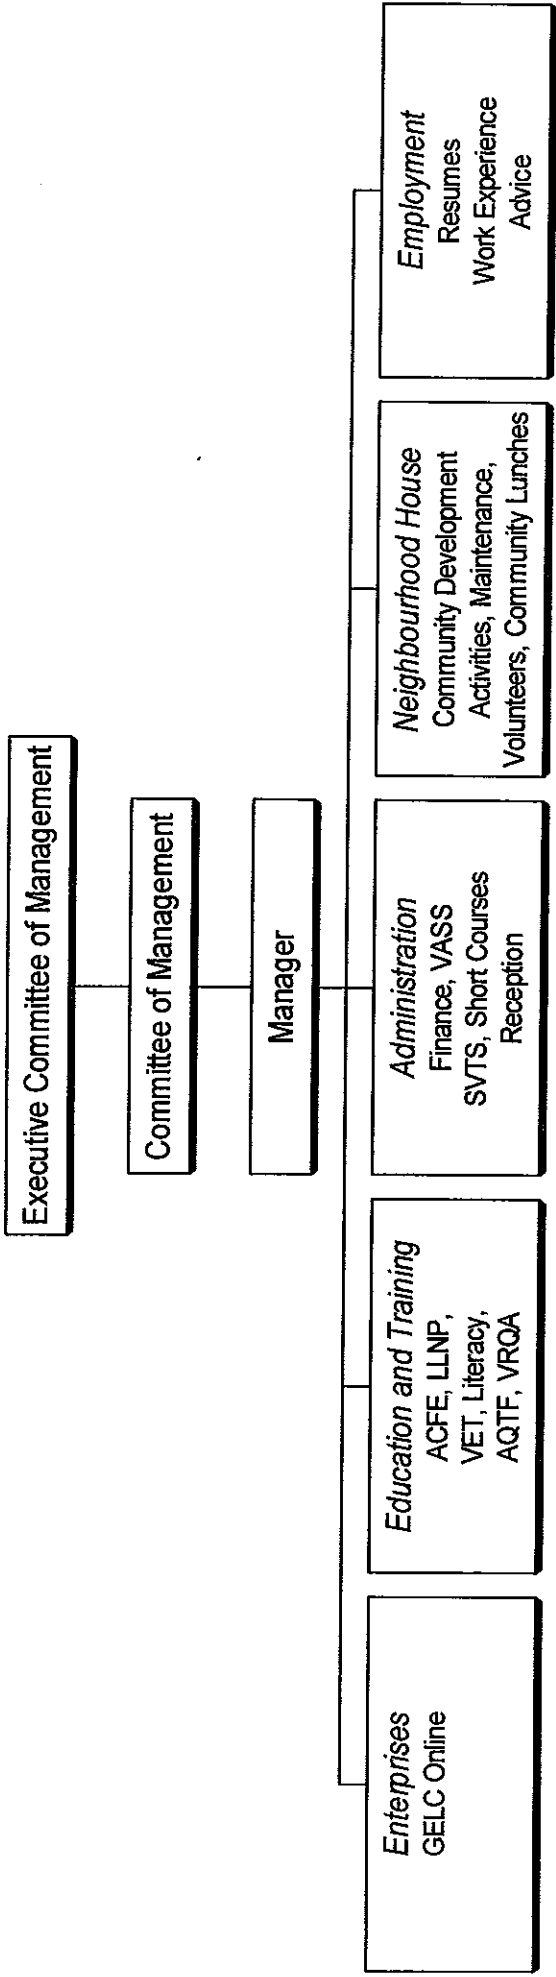 Executive Committee of Management
Committee of Management
Manager
Enterprises
GELC Online
Education and Training
ACFE, LLNP,
VET, Literacy,
AQTF, VRQA
Administration
Finance, VASS
SVTS, Short Courses
Reception
Neighbourhood House
Community Development
Activities, Maintenance,
Volunteers, Community Lunches
Employment
Resumes
Work Experience
Advice